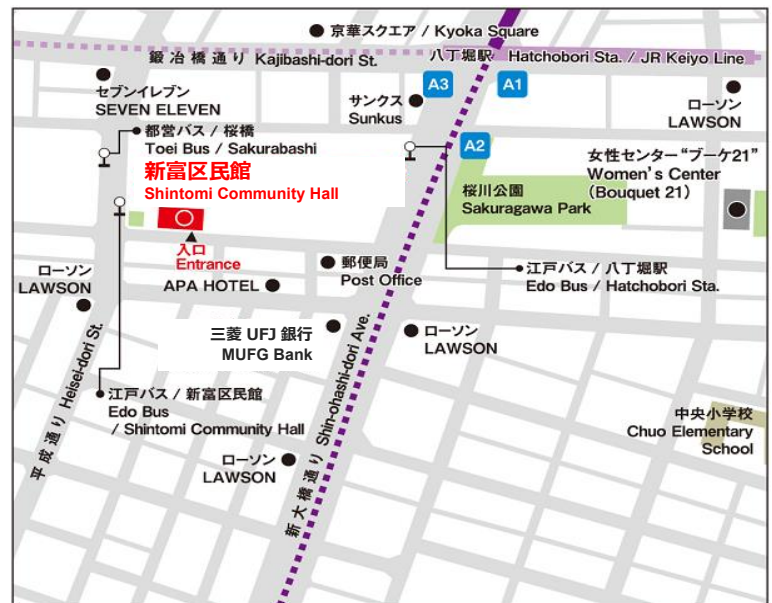 京華スクエア / Kyoka Square
鍛冶橋通り Kajibashi-dori St.
八丁堀駅 Hatchobori Sta. / JR Keiyo Line
セブンイレブン
SEVEN ELEVEN
サンクス
Sunkus
A3
A1
ローソン
LAWSON
都営バス / 桜橋
Toei Bus / Sakurabashi
A2
新富区民館
Shintomi Community Hall
女性センター“ブーケ21”
Women's Center
(Bouquet 21)
桜川公園
Sakuragawa Park
入口
Entrance
郵便局
Post Office
江戸バス / 八丁堀駅
Edo Bus / Hatchobori Sta.
ローソン
LAWSON
APA HOTEL
三菱 UFJ 銀行
MUFG Bank
ローソン
LAWSON
江戸バス / 新富区民館
Edo Bus
/ Shintomi Community Hall
平成通り Heisei-dori St.
新大橋通り Shin-ohashi-dori Ave.
中央小学校
Chuo Elementary
School
ローソン
LAWSON